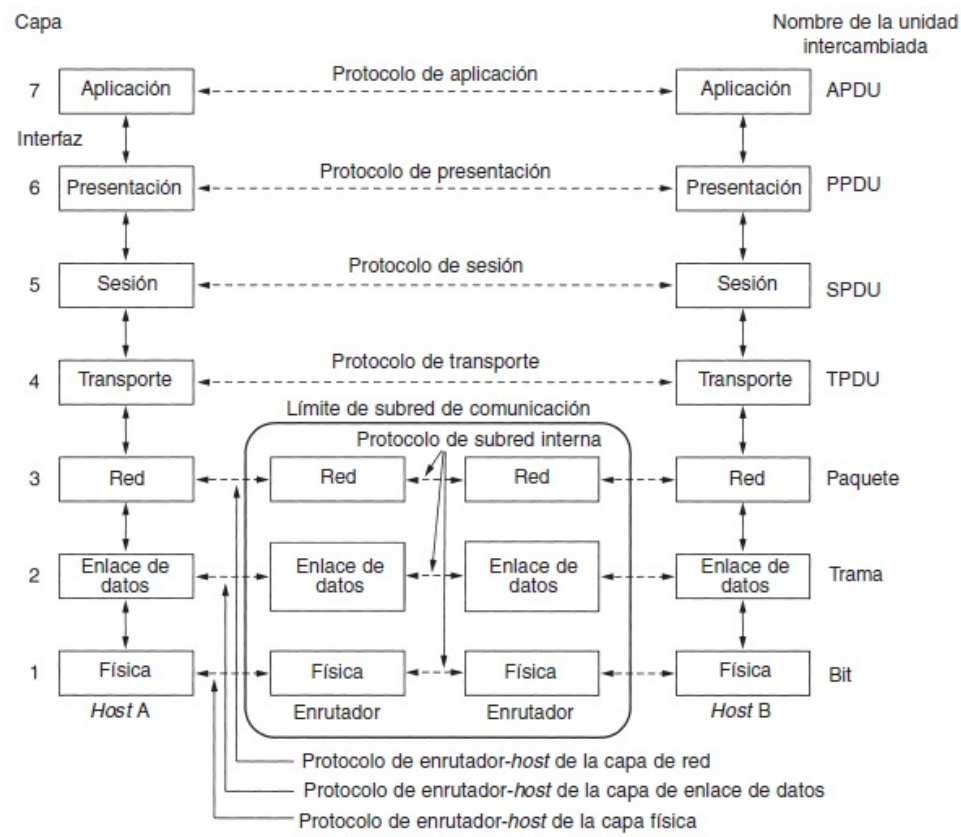 Capa
Nombre de la unidad
intercambiada
7
Aplicación
Protocolo de aplicación
Aplicación
APDU
Interfaz
6
Presentación
Protocolo de presentación
Presentación
PPDU
5
Sesión
Protocolo de sesión
Sesión
SPDU
4
Transporte
Protocolo de transporte
Transporte
TPDU
Límite de subred de comunicación
Protocolo de subred interna
3
Red
Red
Red
Red
Paquete
2
Enlace de
datos
Enlace de
datos
Enlace de
datos
Enlace de
datos
Trama
1
Física
Física
Física
Física
Bit
Host A
Enrutador
Enrutador
Host B
Protocolo de enrutador-host de la capa de red
Protocolo de enrutador-host de la capa de enlace de datos
Protocolo de enrutador-host de la capa física